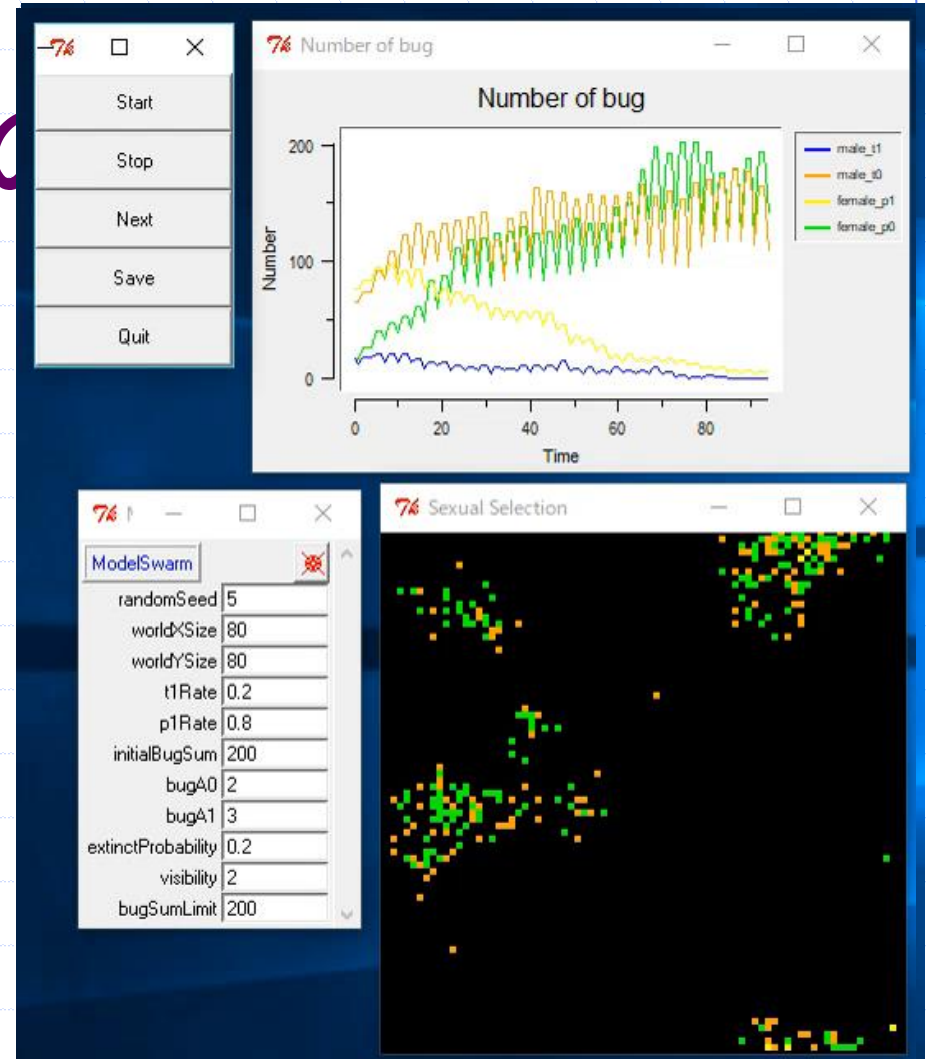 Start
Stop
Next
Save
Quit
Number of bug
Number of bug
200
100
0
Number
0 20 40 60 80
Time
male_t1
male_t0
female_p1
female_p0
ModelSwarm
randomSeed 5
worldXSize 80
worldYSize 80
t1Rate 0.2
p1Rate 0.8
initialBugSum 200
bugA0 2
bugA1 3
extinctProbability 0.2
visibility 2
bugSumLimit 200
Sexual Selection